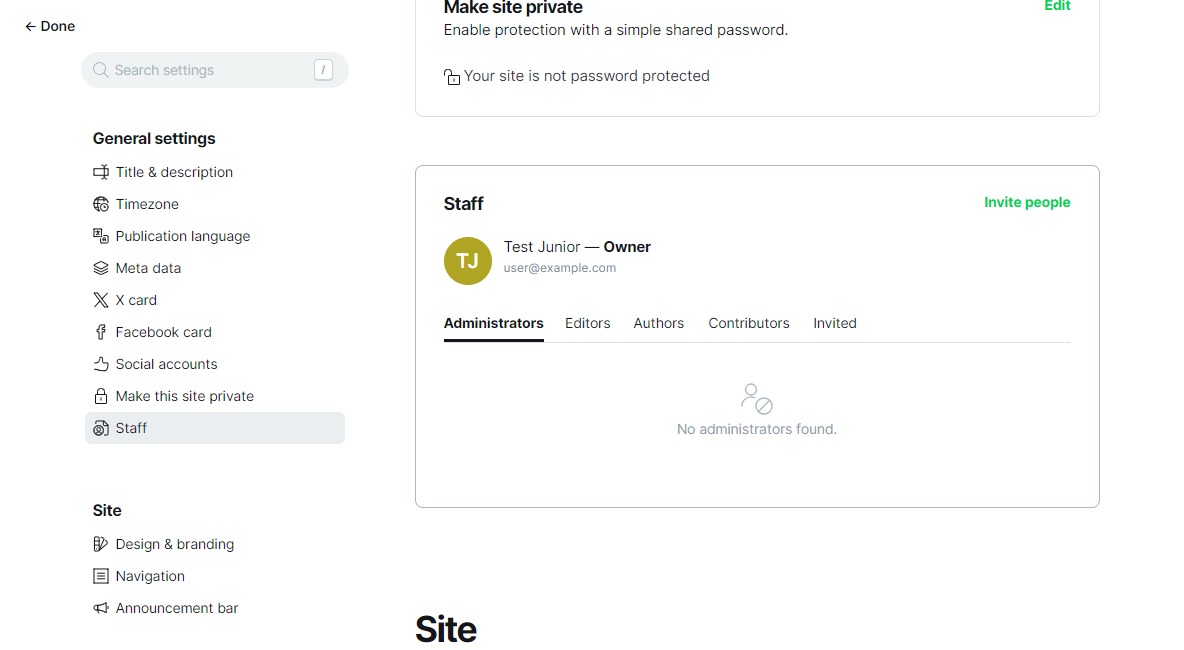 ← Done
Search settings /
General settings
Title & description
Timezone
Publication language
Meta data
X card
Facebook card
Social accounts
Make this site private
Staff
Site
Design & branding
Navigation
Announcement bar
Make site private
Edit
Enable protection with a simple shared password.
Your site is not password protected
Staff
Invite people
TJ
Test Junior — Owner
user@example.com
Administrators Editors Authors Contributors Invited
No administrators found.
Site